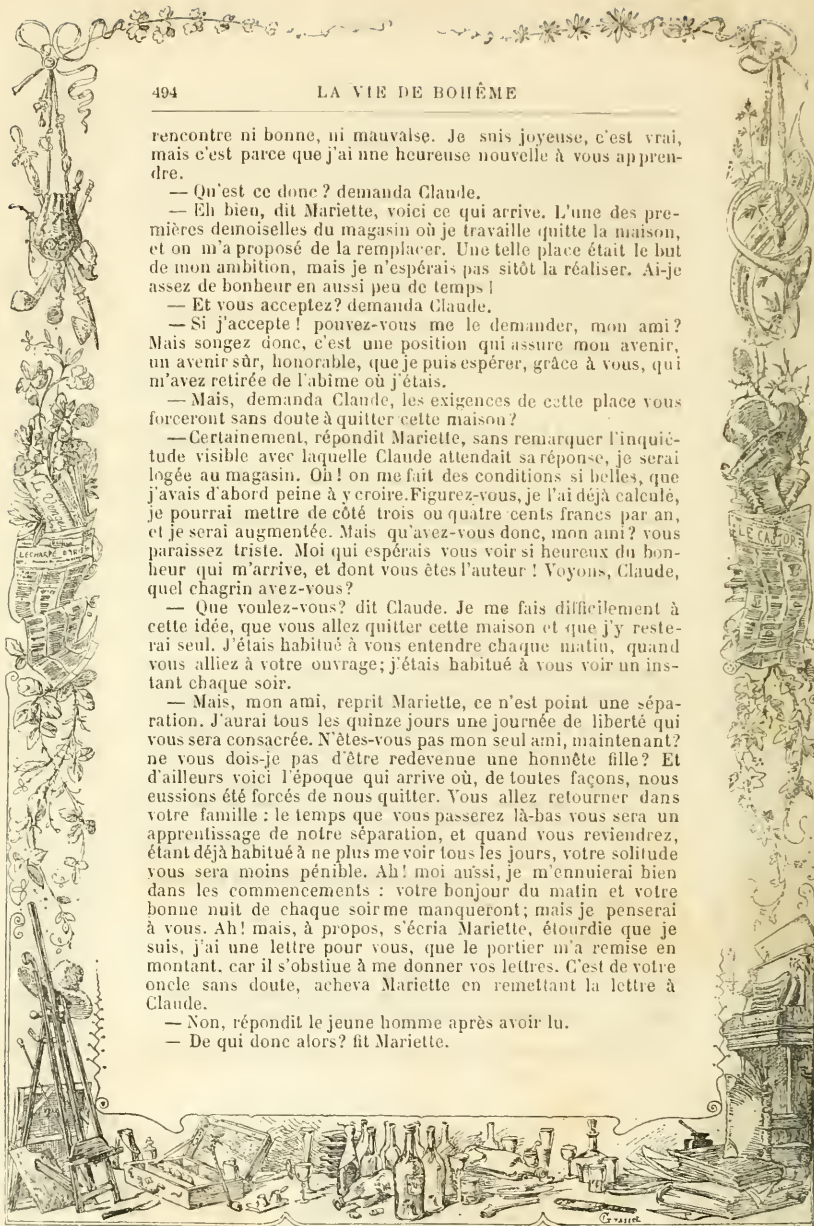 494
LA VIE DE BOHÊME
rencontre ni bonne, ni mauvaise. Je suis joyeuse, c'est vrai,
mais c'est parce que j'ai une heureuse nouvelle à vous appren-
dre.
— Qu'est ce donc ? demanda Claude.
— Eh bien, dit Mariette, voici ce qui arrive. L'une des pre-
mières demoiselles du magasin où je travaille quitte la maison,
et on m'a proposé de la remplacer. Une telle place était le but
de mon ambition, mais je n'espérais pas sitôt la réaliser. Ai-je
assez de bonheur en aussi peu de temps !
— Et vous acceptez? demanda Claude.
— Si j'accepte ! pouvez-vous me le demander, mon ami?
Mais songez donc, c'est une position qui assure mon avenir,
un avenir sûr, honorable, que je puis espérer, grâce à vous, qui
m'avez retirée de l'abîme où j'étais.
— Mais, demanda Claude, les exigences de cette place vous
forceront sans doute à quitter cette maison?
— Certainement, répondit Mariette, sans remarquer l'inquié-
tude visible avec laquelle Claude attendait sa réponse, je serai
logée au magasin. Oh! on me fait des conditions si belles, que
j'avais d'abord peine à y croire. Figurez-vous, je l'ai déjà calculé,
je pourrai mettre de côté trois ou quatre cents francs par an,
et je serai augmentée. Mais qu'avez-vous donc, mon ami? vous
paraissez triste. Moi qui espérais vous voir si heureux du bon-
heur qui m'arrive, et dont vous êtes l'auteur ! Voyons, Claude,
quel chagrin avez-vous?
— Que voulez-vous? dit Claude. Je me fais difficilement à
cette idée, que vous allez quitter cette maison et que j'y reste-
rai seul. J'étais habitué à vous entendre chaque matin, quand
vous alliez à votre ouvrage; j'étais habitué à vous voir un ins-
tant chaque soir.
— Mais, mon ami, reprit Mariette, ce n'est point une sépa-
ration. J'aurai tous les quinze jours une journée de liberté qui
vous sera consacrée. N'êtes-vous pas mon seul ami, maintenant?
ne vous dois-je pas d'être redevenue une honnête fille? Et
d'ailleurs voici l'époque qui arrive où, de toutes façons, nous
eussions été forcés de nous quitter. Vous allez retourner dans
votre famille : le temps que vous passerez là-bas vous sera un
apprentissage de notre séparation, et quand vous reviendrez,
étant déjà habitué à ne plus me voir tous les jours, votre solitude
vous sera moins pénible. Ah! moi aussi, je m'ennuierai bien
dans les commencements : votre bonjour du matin et votre
bonne nuit de chaque soir me manqueront; mais je penserai
à vous. Ah! mais, à propos, s'écria Mariette, étourdie que je
suis, j'ai une lettre pour vous, que le portier m'a remise en
montant. car il s'obstine à me donner vos lettres. C'est de votre
oncle sans doute, acheva Mariette en remettant la lettre à
Claude.
— Non, répondit le jeune homme après avoir lu.
— De qui donc alors? fit Mariette.
LECHARPE D'IRIS
LE CASTOR
GRASSET